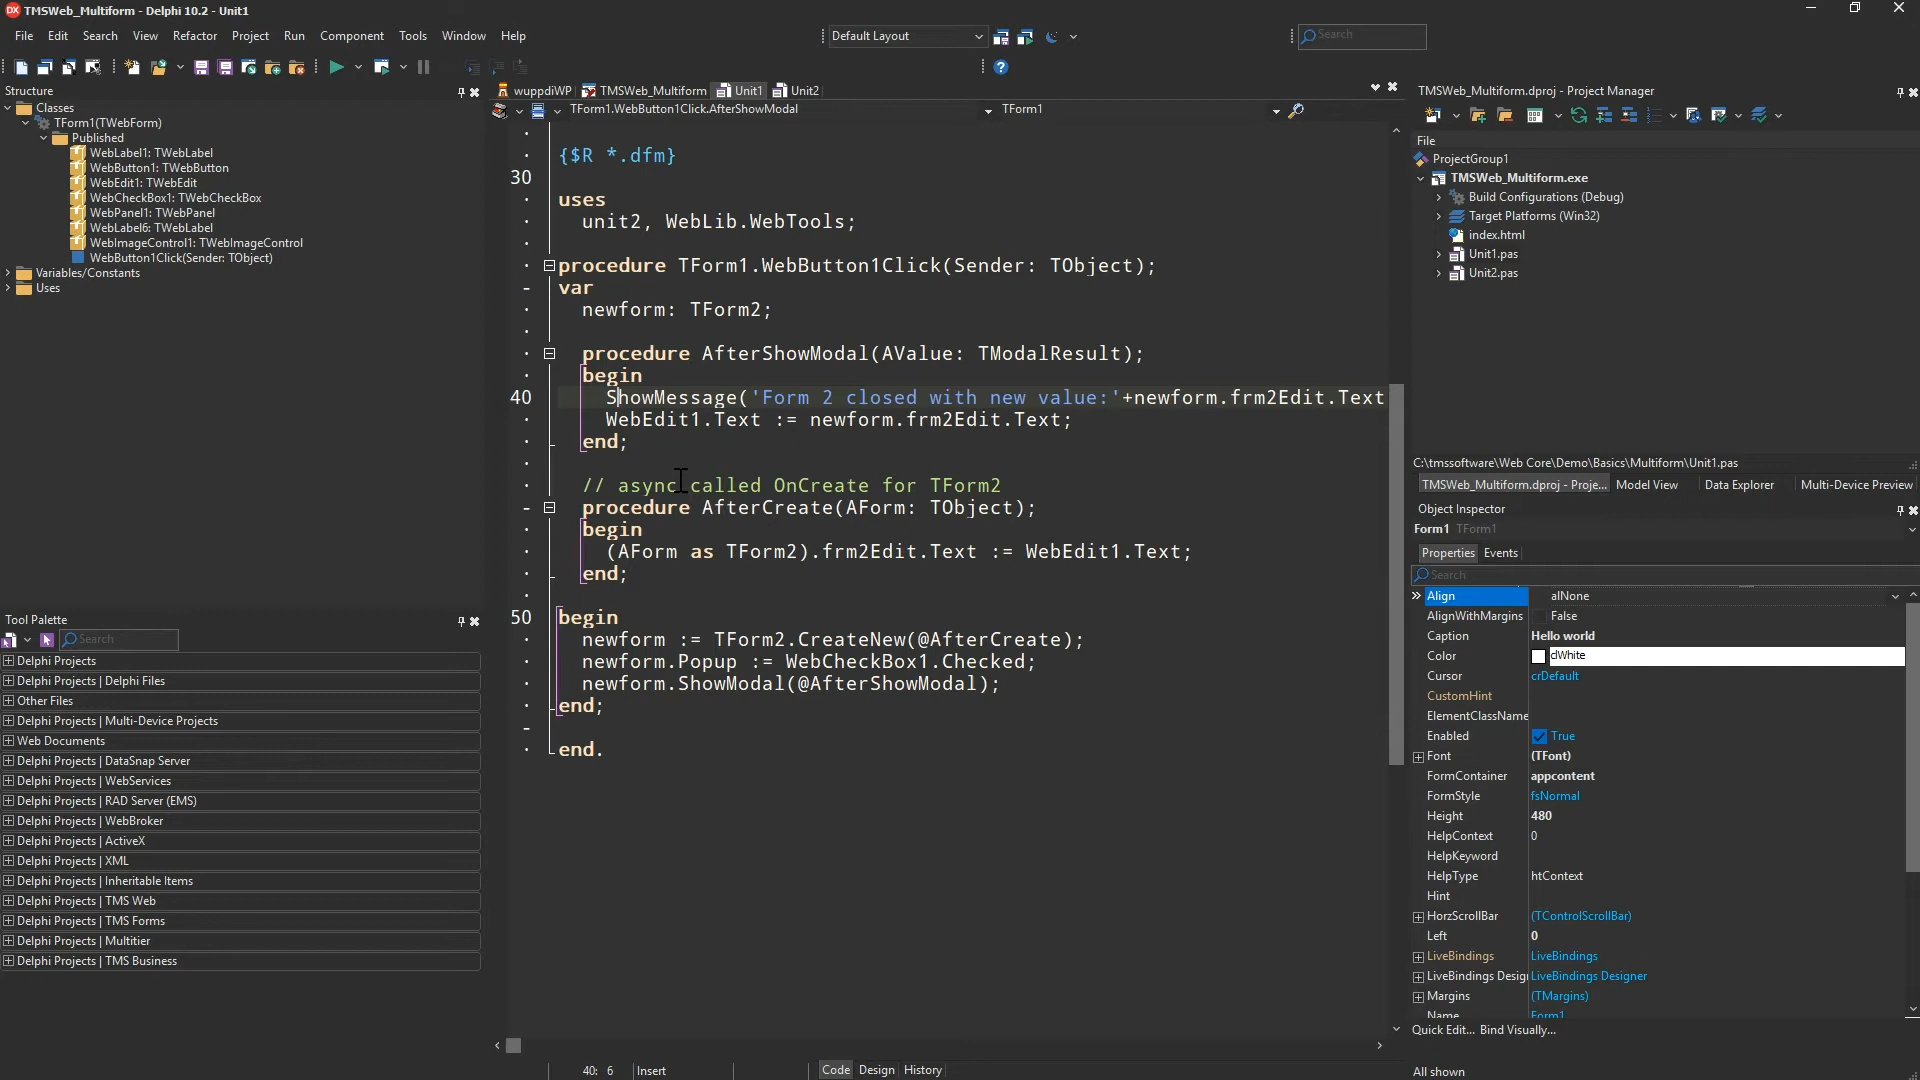 TMSWeb_Multiform - Delphi 10.2 - Unit1
File Edit Search View Refactor Project Run Component Tools Window Help
Default Layout
Search
Structure
Classes
TForm1(TWebForm)
Published
WebLabel1: TWebLabel
WebButton1: TWebButton
WebEdit1: TWebEdit
WebCheckBox1: TWebCheckBox
WebPanel1: TWebPanel
WebLabel6: TWebLabel
WebImageControl1: TWebImageControl
WebButton1Click(Sender: TObject)
Variables/Constants
Uses
Tool Palette
Search
Delphi Projects
Delphi Projects | Delphi Files
Other Files
Delphi Projects | Multi-Device Projects
Web Documents
Delphi Projects | DataSnap Server
Delphi Projects | WebServices
Delphi Projects | RAD Server (EMS)
Delphi Projects | WebBroker
Delphi Projects | ActiveX
Delphi Projects | XML
Delphi Projects | Inheritable Items
Delphi Projects | TMS Web
Delphi Projects | TMS Forms
Delphi Projects | Multitier
Delphi Projects | TMS Business
wuppdiWP TMSWeb_Multiform Unit1 Unit2
TForm1.WebButton1Click.AfterShowModal TForm1
{$R *.dfm}
30
uses
unit2, WebLib.WebTools;
procedure TForm1.WebButton1Click(Sender: TObject);
var
newform: TForm2;
procedure AfterShowModal(AValue: TModalResult);
begin
40 ShowMessage('Form 2 closed with new value:'+newform.frm2Edit.Text
WebEdit1.Text := newform.frm2Edit.Text;
end;
// async called OnCreate for TForm2
procedure AfterCreate(AForm: TObject);
begin
(AForm as TForm2).frm2Edit.Text := WebEdit1.Text;
end;
50 begin
newform := TForm2.CreateNew(@AfterCreate);
newform.Popup := WebCheckBox1.Checked;
newform.ShowModal(@AfterShowModal);
end;
end.
40: 6 Insert
Code Design History
TMSWeb_Multiform.dproj - Project Manager
File
ProjectGroup1
TMSWeb_Multiform.exe
Build Configurations (Debug)
Target Platforms (Win32)
index.html
Unit1.pas
Unit2.pas
C:\tmssoftware\Web Core\Demo\Basics\Multiform\Unit1.pas
TMSWeb_Multiform.dproj - Proje... Model View Data Explorer Multi-Device Preview
Object Inspector
Form1 TForm1
Properties Events
Search
Align alNone
AlignWithMargins False
Caption Hello world
Color clWhite
Cursor crDefault
CustomHint
ElementClassName
Enabled True
Font (TFont)
FormContainer appcontent
FormStyle fsNormal
Height 480
HelpContext 0
HelpKeyword
HelpType htContext
Hint
HorzScrollBar (TControlScrollBar)
Left 0
LiveBindings LiveBindings
LiveBindings Desig LiveBindings Designer
Margins (TMargins)
Name Form1
Quick Edit... Bind Visually...
All shown